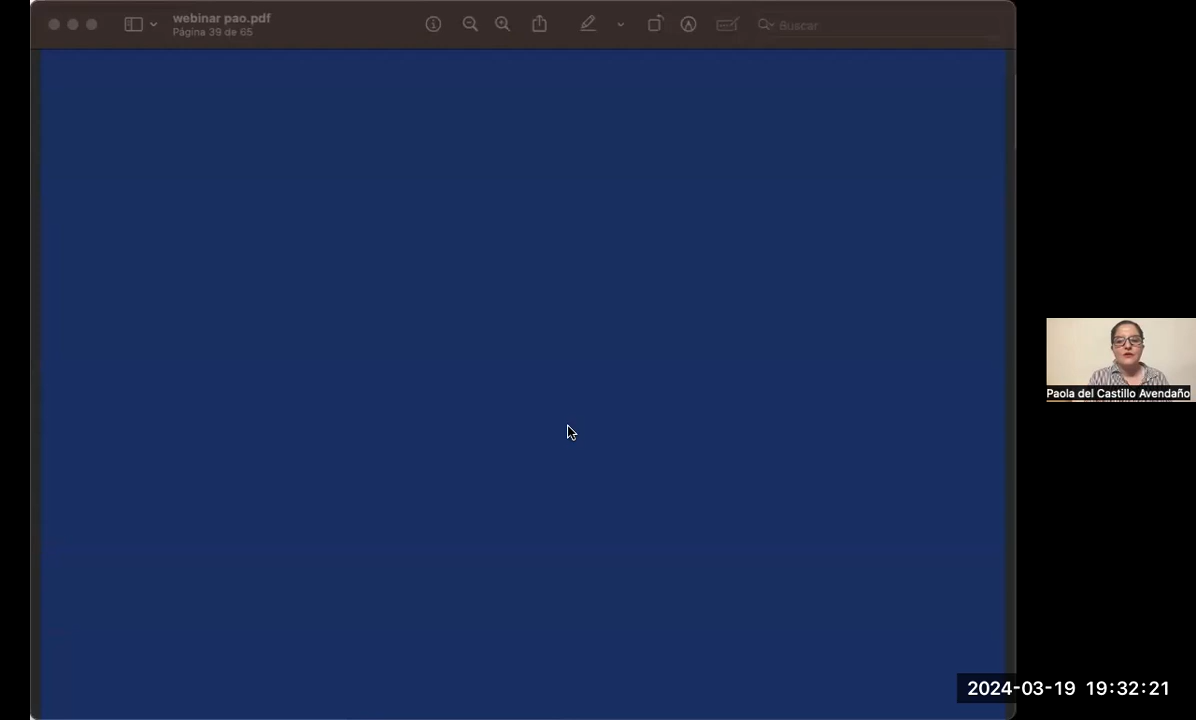 webinar pao.pdf
Página 39 de 65
Buscar
Paola del Castillo Avendaño
2024-03-19 19:32:21